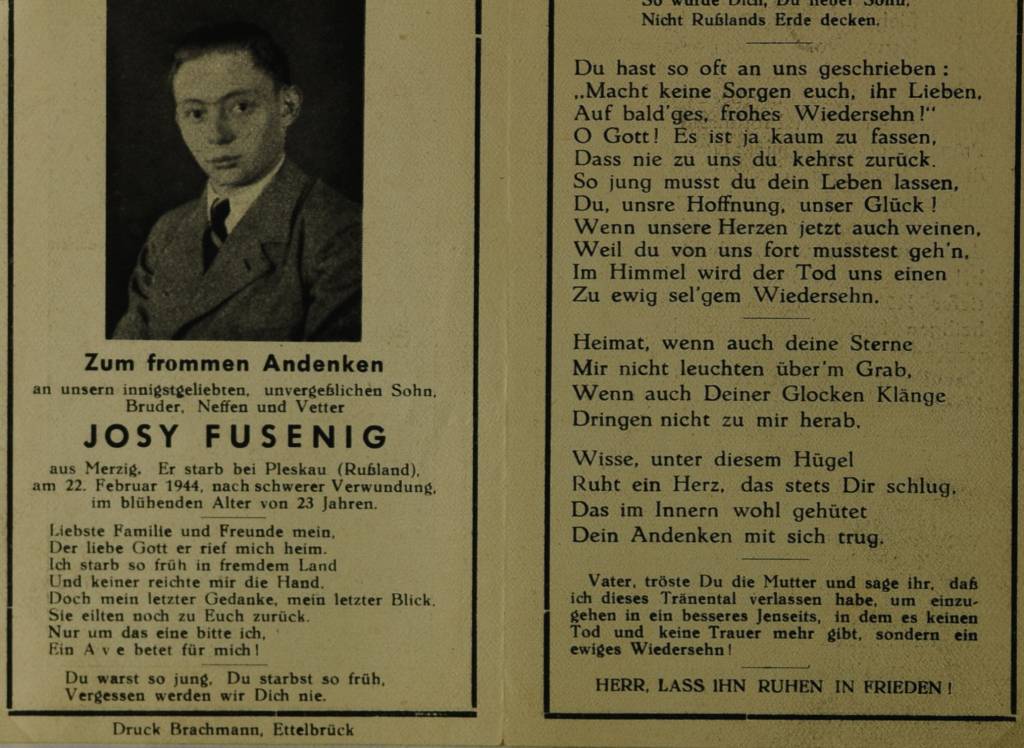 Zum frommen Andenken
an unsern innigstgeliebten, unvergeßlichen Sohn,
Bruder, Neffen und Vetter
JOSY FUSENIG
aus Merzig. Er starb bei Pleskau (Rußland),
am 22. Februar 1944, nach schwerer Verwundung,
im blühenden Alter von 23 Jahren.
Liebste Familie und Freunde mein,
Der liebe Gott er rief mich heim.
Ich starb so früh in fremdem Land
Und keiner reichte mir die Hand.
Doch mein letzter Gedanke, mein letzter Blick,
Sie eilten noch zu Euch zurück.
Nur um das eine bitte ich,
Ein Ave betet für mich!
Du warst so jung, Du starbst so früh,
Vergessen werden wir Dich nie.
Druck Brachmann, Ettelbrück
So würde Dich, Du lieber Sohn,
Nicht Rußlands Erde decken.
Du hast so oft an uns geschrieben:
„Macht keine Sorgen euch, ihr Lieben,
Auf bald'ges, frohes Wiedersehn!"
O Gott! Es ist ja kaum zu fassen,
Dass nie zu uns du kehrst zurück.
So jung musst du dein Leben lassen,
Du, unsre Hoffnung, unser Glück!
Wenn unsere Herzen jetzt auch weinen,
Weil du von uns fort musstest geh'n,
Im Himmel wird der Tod uns einen
Zu ewig sel'gem Wiedersehn.
Heimat, wenn auch deine Sterne
Mir nicht leuchten über'm Grab,
Wenn auch Deiner Glocken Klänge
Dringen nicht zu mir herab.
Wisse, unter diesem Hügel
Ruht ein Herz, das stets Dir schlug,
Das im Innern wohl gehütet
Dein Andenken mit sich trug.
Vater, tröste Du die Mutter und sage ihr, daß
ich dieses Tränental verlassen habe, um einzu-
gehen in ein besseres Jenseits, in dem es keinen
Tod und keine Trauer mehr gibt, sondern ein
ewiges Wiedersehn!
HERR, LASS IHN RUHEN IN FRIEDEN!